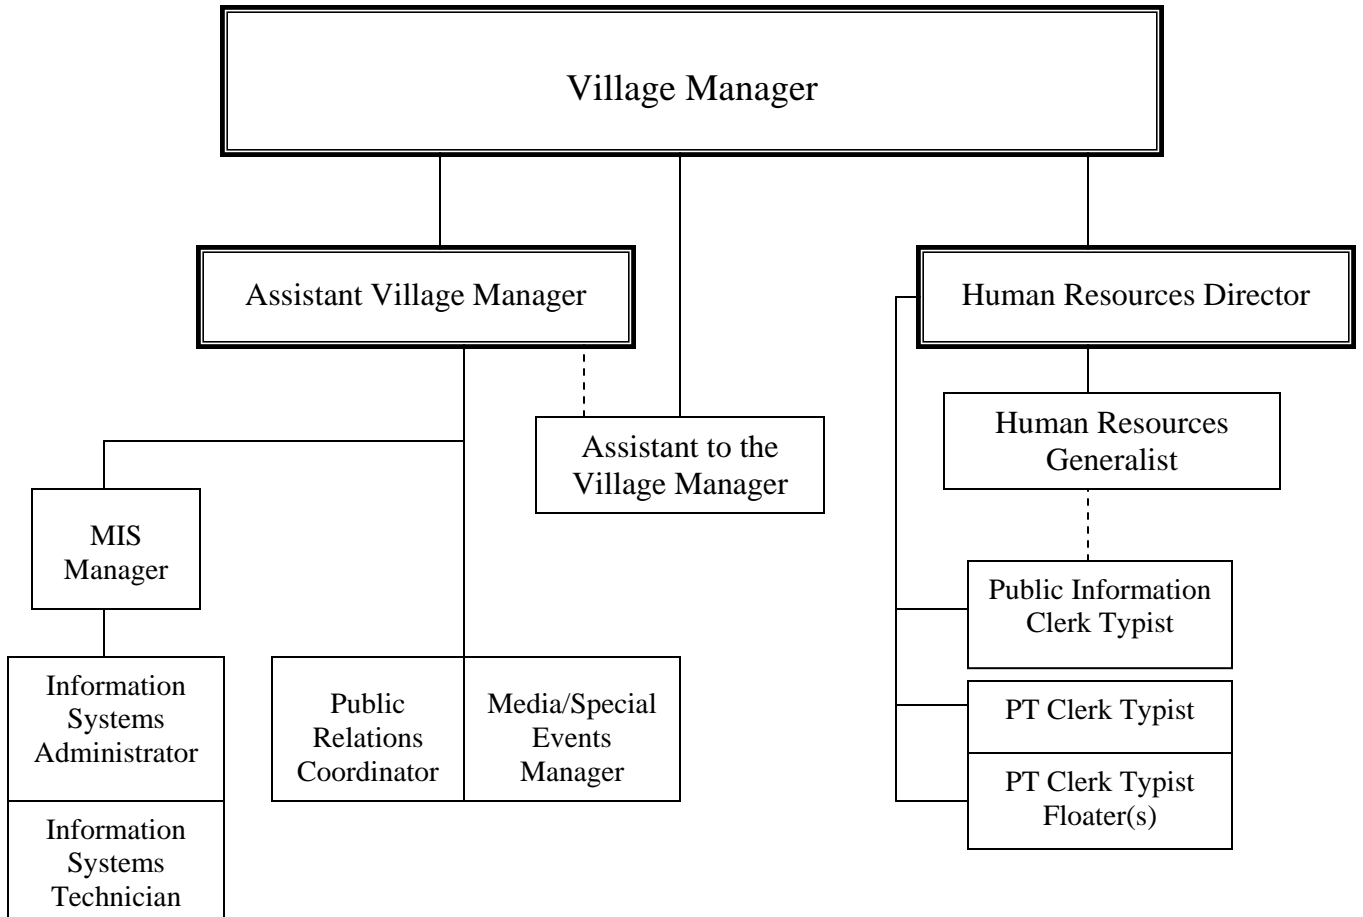 Village Manager
Assistant Village Manager
Human Resources Director
Assistant to the
Village Manager
Human Resources
Generalist
MIS
Manager
Public Information
Clerk Typist
Information
Systems
Administrator
Public
Relations
Coordinator
Media/Special
Events
Manager
PT Clerk Typist
PT Clerk Typist
Floater(s)
Information
Systems
Technician